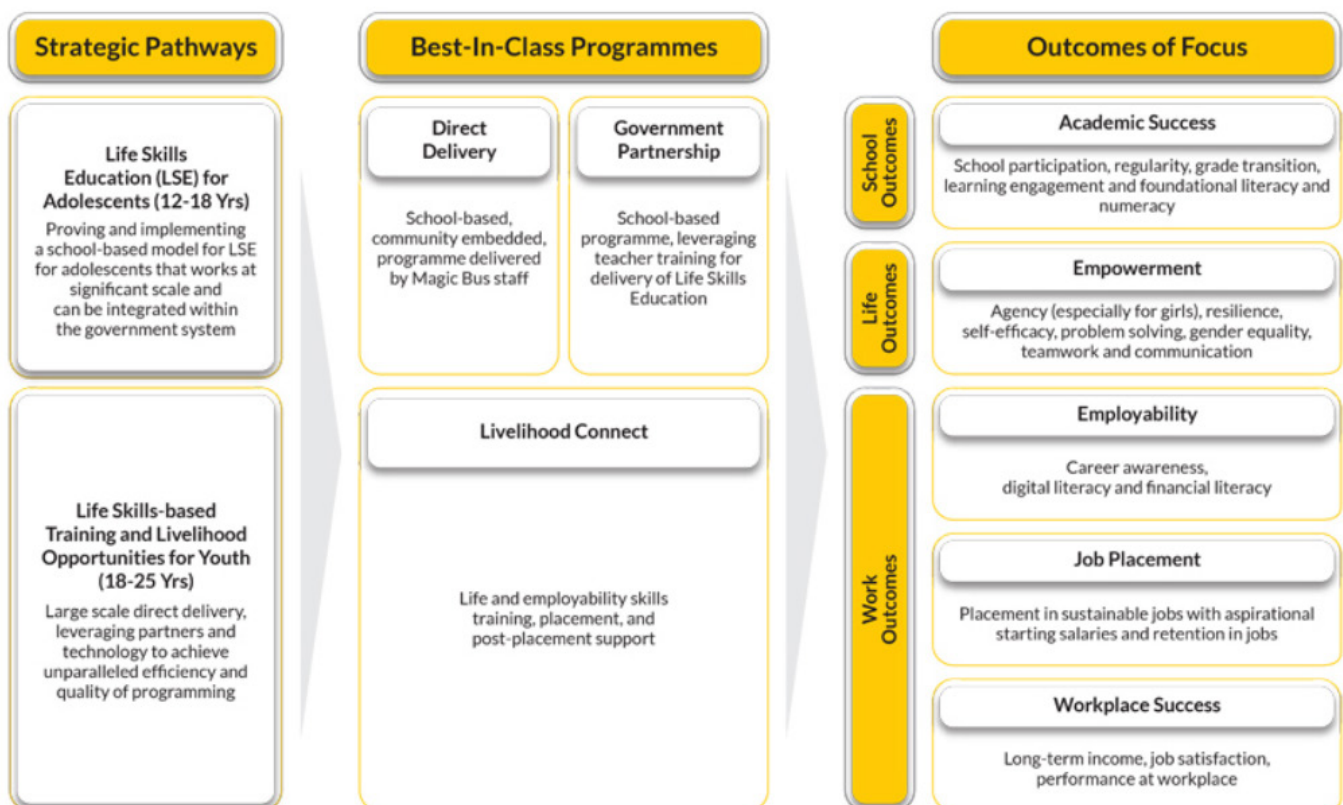 Strategic Pathways
Life Skills
Education (LSE) for
Adolescents (12-18 Yrs)
Proving and implementing
a school-based model for LSE
for adolescents that works at
significant scale and
can be integrated within
the government system
Life Skills-based
Training and Livelihood
Opportunities for Youth
(18-25 Yrs)
Large scale direct delivery,
leveraging partners and
technology to achieve
unparalleled efficiency and
quality of programming
Best-In-Class Programmes
Direct
Delivery
School-based,
community embedded,
programme delivered
by Magic Bus staff
Government
Partnership
School-based
programme, leveraging
teacher training for
delivery of Life Skills
Education
Livelihood Connect
Life and employability skills
training, placement, and
post-placement support
Outcomes of Focus
School
Outcomes
Academic Success
School participation, regularity, grade transition,
learning engagement and foundational literacy and
numeracy
Life
Outcomes
Empowerment
Agency (especially for girls), resilience,
self-efficacy, problem solving, gender equality,
teamwork and communication
Work
Outcomes
Employability
Career awareness,
digital literacy and financial literacy
Job Placement
Placement in sustainable jobs with aspirational
starting salaries and retention in jobs
Workplace Success
Long-term income, job satisfaction,
performance at workplace